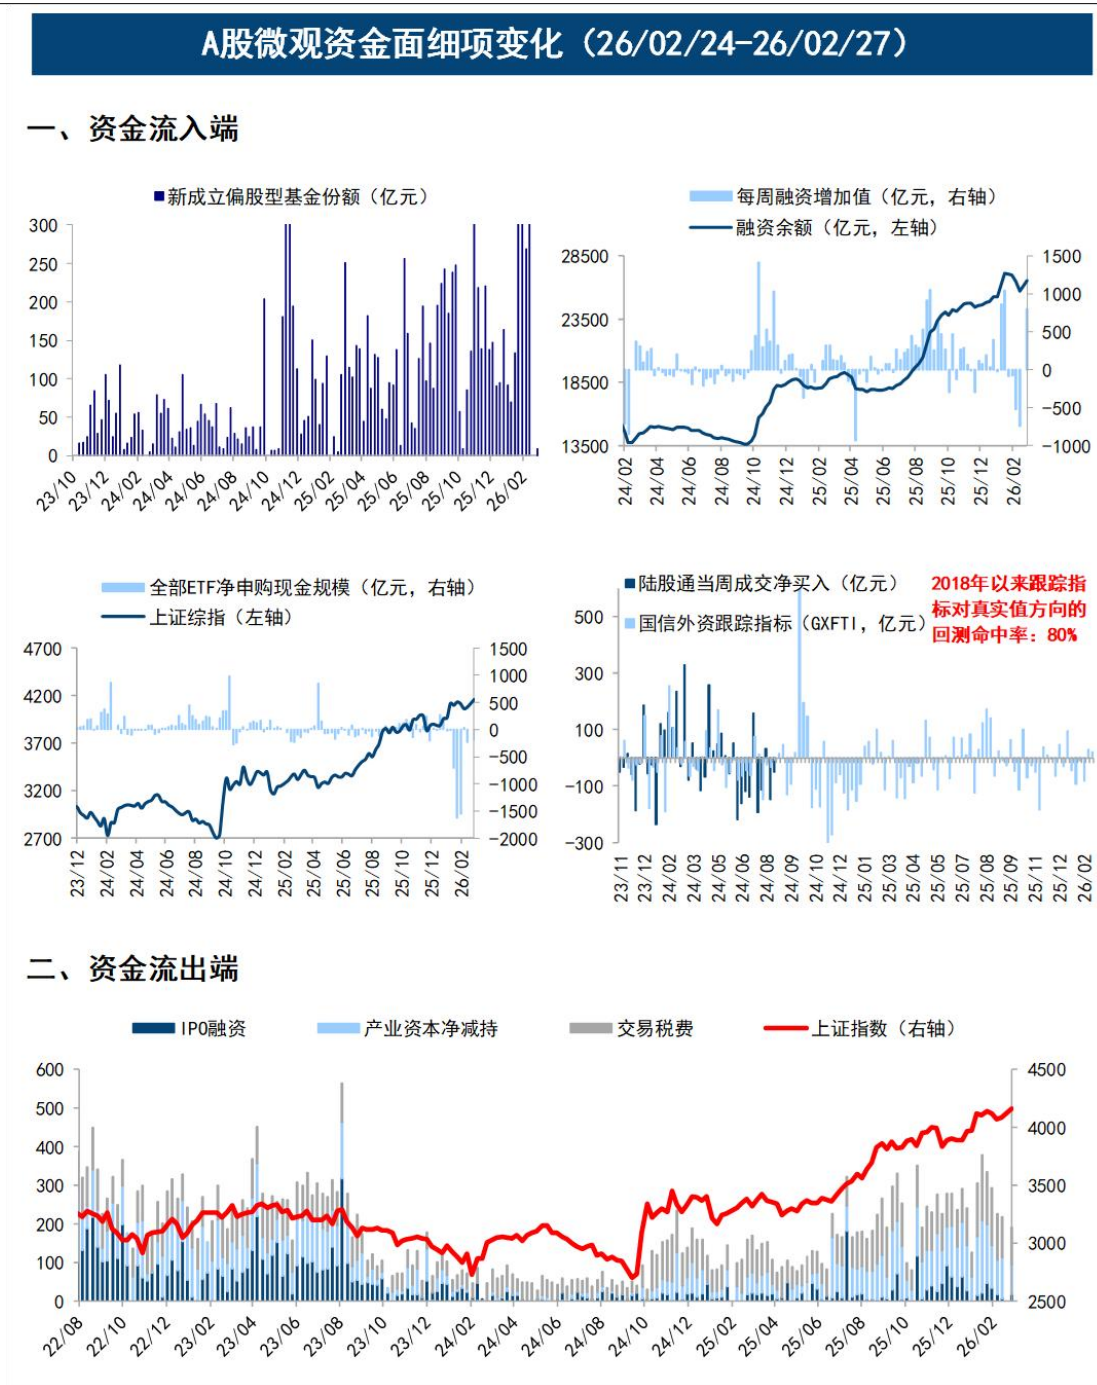 A股微观资金面细项变化（26/02/24-26/02/27）
一、资金流入端
■新成立偏股型基金份额（亿元）
300
250
200
150
100
50
0
23/10 23/12 24/02 24/04 24/06 24/08 24/10 24/12 25/02 25/04 25/06 25/08 25/10 25/12 26/02
每周融资增加值（亿元，右轴）
融资余额（亿元，左轴）
28500 1500
1000
23500 500
0
18500 -500
13500 -1000
24/02 24/04 24/06 24/08 24/10 24/12 25/02 25/04 25/06 25/08 25/10 25/12 26/02
全部ETF净申购现金规模（亿元，右轴）
上证综指（左轴）
4700 1500
1000
4200 500
0
3700 -500
3200 -1000
-1500
2700 -2000
23/12 24/02 24/04 24/06 24/08 24/10 24/12 25/02 25/04 25/06 25/08 25/10 25/12 26/02
■陆股通当周成交净买入（亿元）
■国信外资跟踪指标（GXFTI，亿元）
2018年以来跟踪指
标对真实值方向的
回测命中率：80%
500
300
100
-100
-300
23/11 23/12 24/02 24/03 24/05 24/06 24/07 24/08 24/09 24/10 24/12 25/01 25/03 25/05 25/06 25/07 25/08 25/09 25/11 25/12 26/02
二、资金流出端
IPO融资 产业资本净减持 交易税费 上证指数（右轴）
600 4500
500 4000
400
300 3500
200 3000
100
0 2500
22/08 22/10 22/12 23/02 23/04 23/06 23/08 23/10 23/12 24/02 24/04 24/06 24/08 24/10 24/12 25/02 25/04 25/06 25/08 25/10 25/12 26/02